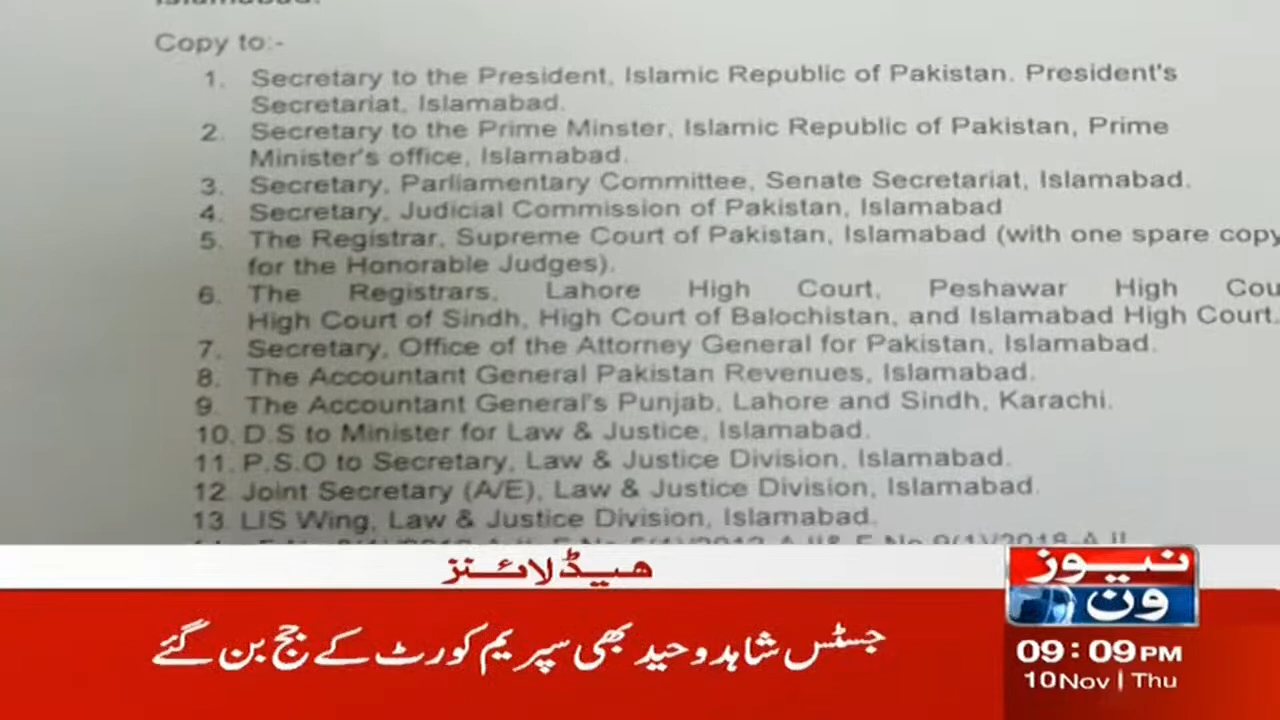 Islamabad.
Copy to:-
1. Secretary to the President, Islamic Republic of Pakistan. President's
Secretariat, Islamabad.
2. Secretary to the Prime Minster, Islamic Republic of Pakistan, Prime
Minister's office, Islamabad.
3. Secretary, Parliamentary Committee, Senate Secretariat, Islamabad.
4. Secretary, Judicial Commission of Pakistan, Islamabad
5. The Registrar, Supreme Court of Pakistan, Islamabad (with one spare copy
for the Honorable Judges).
6. The Registrars, Lahore High Court, Peshawar High Cou
High Court of Sindh, High Court of Balochistan, and Islamabad High Court.
7. Secretary, Office of the Attorney General for Pakistan, Islamabad.
8. The Accountant General Pakistan Revenues, Islamabad.
9. The Accountant General's Punjab, Lahore and Sindh, Karachi.
10. D.S to Minister for Law & Justice, Islamabad.
11. P.S.O to Secretary, Law & Justice Division, Islamabad.
12. Joint Secretary (A/E), Law & Justice Division, Islamabad.
13. LIS Wing, Law & Justice Division, Islamabad.
ہیڈلائنز
نیوز
ون
جسٹس شاہد وحید بھی سپریم کورٹ کے جج بن گئے
09:09PM
10Nov | Thu